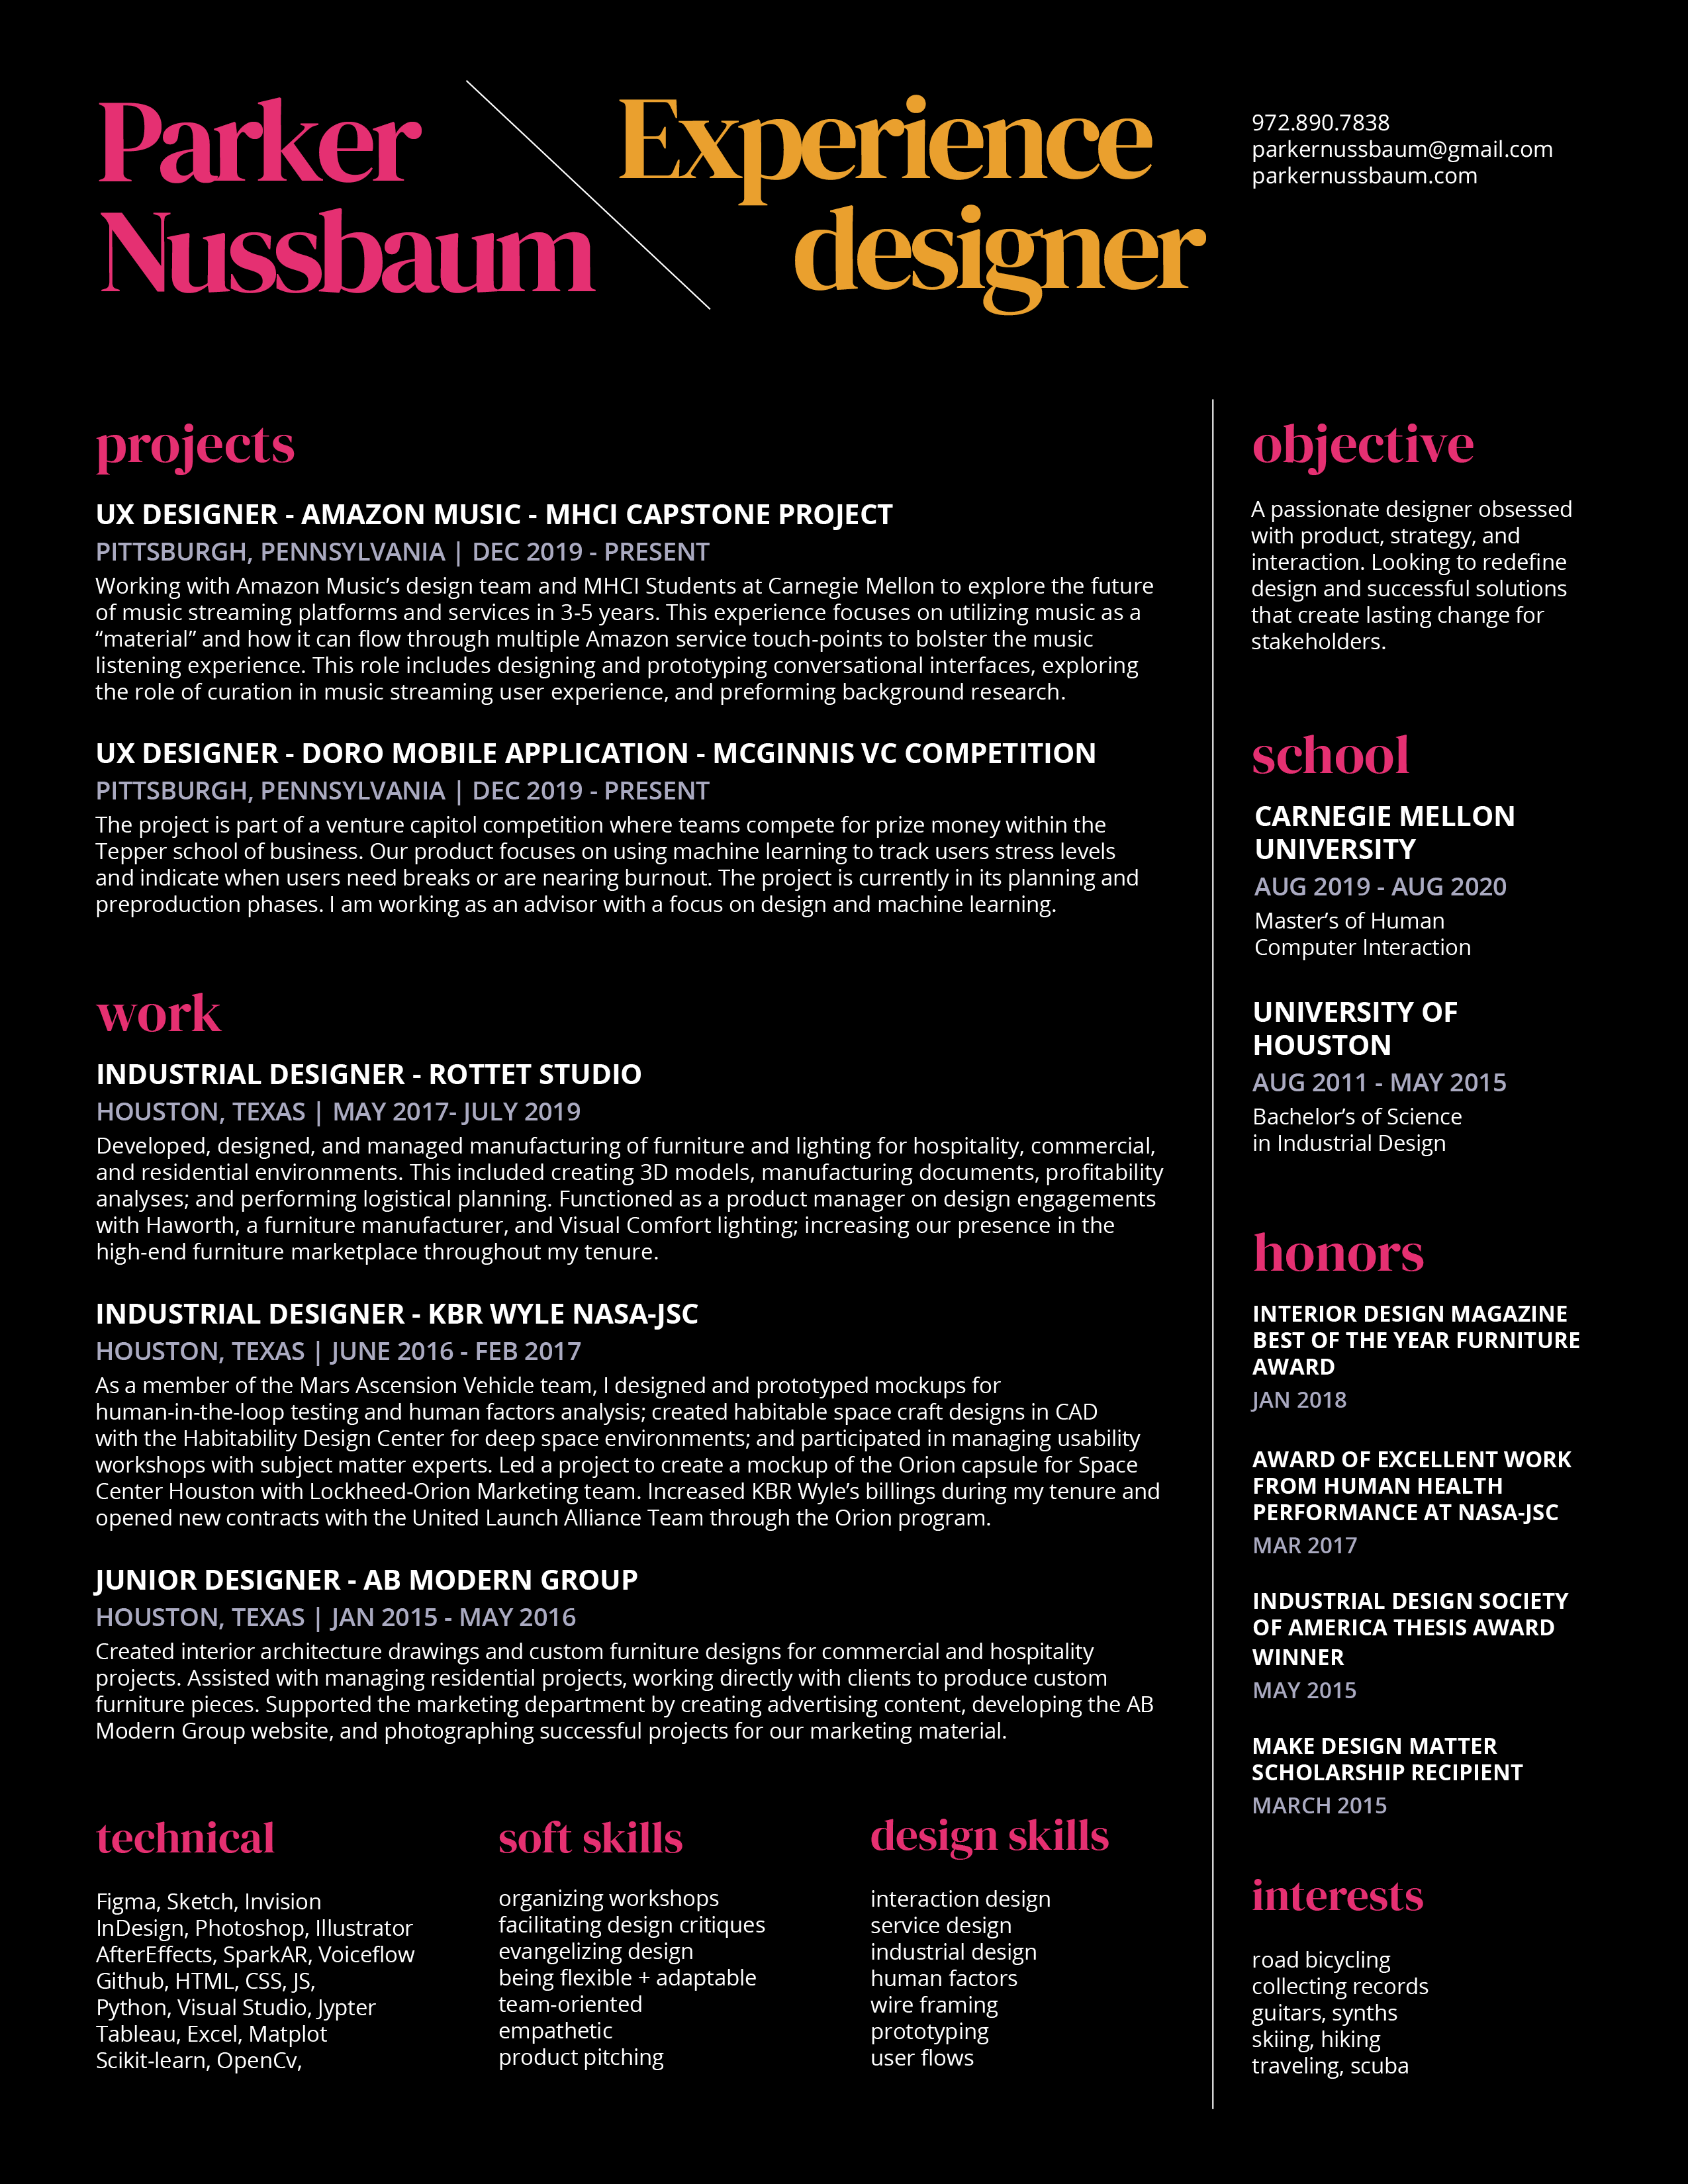 Parker
Nussbaum
Experience
designer
972.890.7838
parkernussbaum@gmail.com
parkernussbaum.com
projects
UX DESIGNER - AMAZON MUSIC - MHCI CAPSTONE PROJECT
PITTSBURGH, PENNSYLVANIA | DEC 2019 - PRESENT
Working with Amazon Music’s design team and MHCI Students at Carnegie Mellon to explore the future
of music streaming platforms and services in 3-5 years. This experience focuses on utilizing music as a
“material” and how it can flow through multiple Amazon service touch-points to bolster the music
listening experience. This role includes designing and prototyping conversational interfaces, exploring
the role of curation in music streaming user experience, and preforming background research.
UX DESIGNER - DORO MOBILE APPLICATION - MCGINNIS VC COMPETITION
PITTSBURGH, PENNSYLVANIA | DEC 2019 - PRESENT
The project is part of a venture capitol competition where teams compete for prize money within the
Tepper school of business. Our product focuses on using machine learning to track users stress levels
and indicate when users need breaks or are nearing burnout. The project is currently in its planning and
preproduction phases. I am working as an advisor with a focus on design and machine learning.
work
INDUSTRIAL DESIGNER - ROTTET STUDIO
HOUSTON, TEXAS | MAY 2017- JULY 2019
Developed, designed, and managed manufacturing of furniture and lighting for hospitality, commercial,
and residential environments. This included creating 3D models, manufacturing documents, profitability
analyses; and performing logistical planning. Functioned as a product manager on design engagements
with Haworth, a furniture manufacturer, and Visual Comfort lighting; increasing our presence in the
high-end furniture marketplace throughout my tenure.
INDUSTRIAL DESIGNER - KBR WYLE NASA-JSC
HOUSTON, TEXAS | JUNE 2016 - FEB 2017
As a member of the Mars Ascension Vehicle team, I designed and prototyped mockups for
human-in-the-loop testing and human factors analysis; created habitable space craft designs in CAD
with the Habitability Design Center for deep space environments; and participated in managing usability
workshops with subject matter experts. Led a project to create a mockup of the Orion capsule for Space
Center Houston with Lockheed-Orion Marketing team. Increased KBR Wyle’s billings during my tenure and
opened new contracts with the United Launch Alliance Team through the Orion program.
JUNIOR DESIGNER - AB MODERN GROUP
HOUSTON, TEXAS | JAN 2015 - MAY 2016
Created interior architecture drawings and custom furniture designs for commercial and hospitality
projects. Assisted with managing residential projects, working directly with clients to produce custom
furniture pieces. Supported the marketing department by creating advertising content, developing the AB
Modern Group website, and photographing successful projects for our marketing material.
technical
Figma, Sketch, Invision
InDesign, Photoshop, Illustrator
AfterEffects, SparkAR, Voiceflow
Github, HTML, CSS, JS,
Python, Visual Studio, Jypter
Tableau, Excel, Matplot
Scikit-learn, OpenCv,
soft skills
organizing workshops
facilitating design critiques
evangelizing design
being flexible + adaptable
team-oriented
empathetic
product pitching
design skills
interaction design
service design
industrial design
human factors
wire framing
prototyping
user flows
objective
A passionate designer obsessed
with product, strategy, and
interaction. Looking to redefine
design and successful solutions
that create lasting change for
stakeholders.
school
CARNEGIE MELLON
UNIVERSITY
AUG 2019 - AUG 2020
Master’s of Human
Computer Interaction
UNIVERSITY OF
HOUSTON
AUG 2011 - MAY 2015
Bachelor’s of Science
in Industrial Design
honors
INTERIOR DESIGN MAGAZINE
BEST OF THE YEAR FURNITURE
AWARD
JAN 2018
AWARD OF EXCELLENT WORK
FROM HUMAN HEALTH
PERFORMANCE AT NASA-JSC
MAR 2017
INDUSTRIAL DESIGN SOCIETY
OF AMERICA THESIS AWARD
WINNER
MAY 2015
MAKE DESIGN MATTER
SCHOLARSHIP RECIPIENT
MARCH 2015
interests
road bicycling
collecting records
guitars, synths
skiing, hiking
traveling, scuba